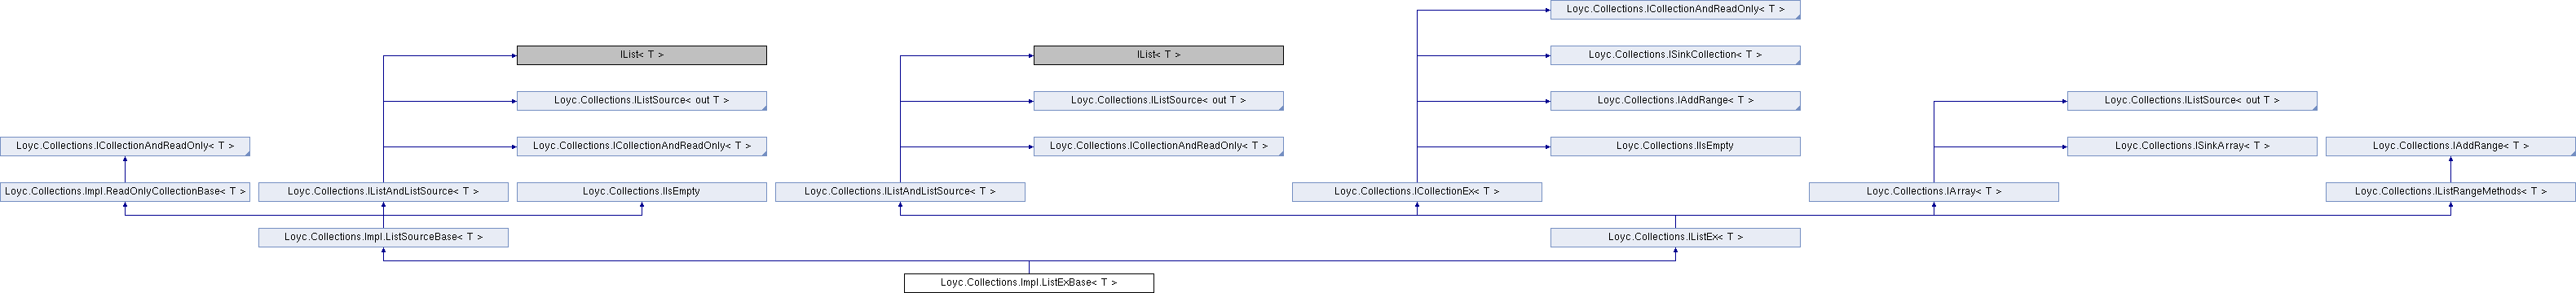 Loyc.Collections.ICollectionAndReadOnly< T >
IList< T >
IList< T >
Loyc.Collections.ISinkCollection< T >
Loyc.Collections.IListSource< out T >
Loyc.Collections.IListSource< out T >
Loyc.Collections.IAddRange< T >
Loyc.Collections.IListSource< out T >
Loyc.Collections.ICollectionAndReadOnly< T >
Loyc.Collections.ICollectionAndReadOnly< T >
Loyc.Collections.ICollectionAndReadOnly< T >
Loyc.Collections.IIsEmpty
Loyc.Collections.ISinkArray< T >
Loyc.Collections.IAddRange< T >
Loyc.Collections.Impl.ReadOnlyCollectionBase< T >
Loyc.Collections.IListAndListSource< T >
Loyc.Collections.IIsEmpty
Loyc.Collections.IListAndListSource< T >
Loyc.Collections.ICollectionEx< T >
Loyc.Collections.IArray< T >
Loyc.Collections.IListRangeMethods< T >
Loyc.Collections.Impl.ListSourceBase< T >
Loyc.Collections.IListEx< T >
Loyc.Collections.Impl.ListExBase< T >